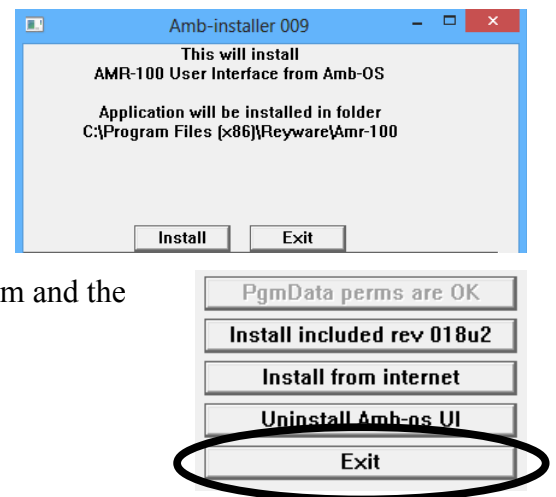 Amb-installer 009
This will install
AMR-100 User Interface from Amb-OS
Application will be installed in folder
C:\Program Files (x86)\Reyware\Amr-100
Install Exit
m and the
PgmData perms are OK
Install included rev 018u2
Install from internet
Uninstall Amb-os UI
Exit